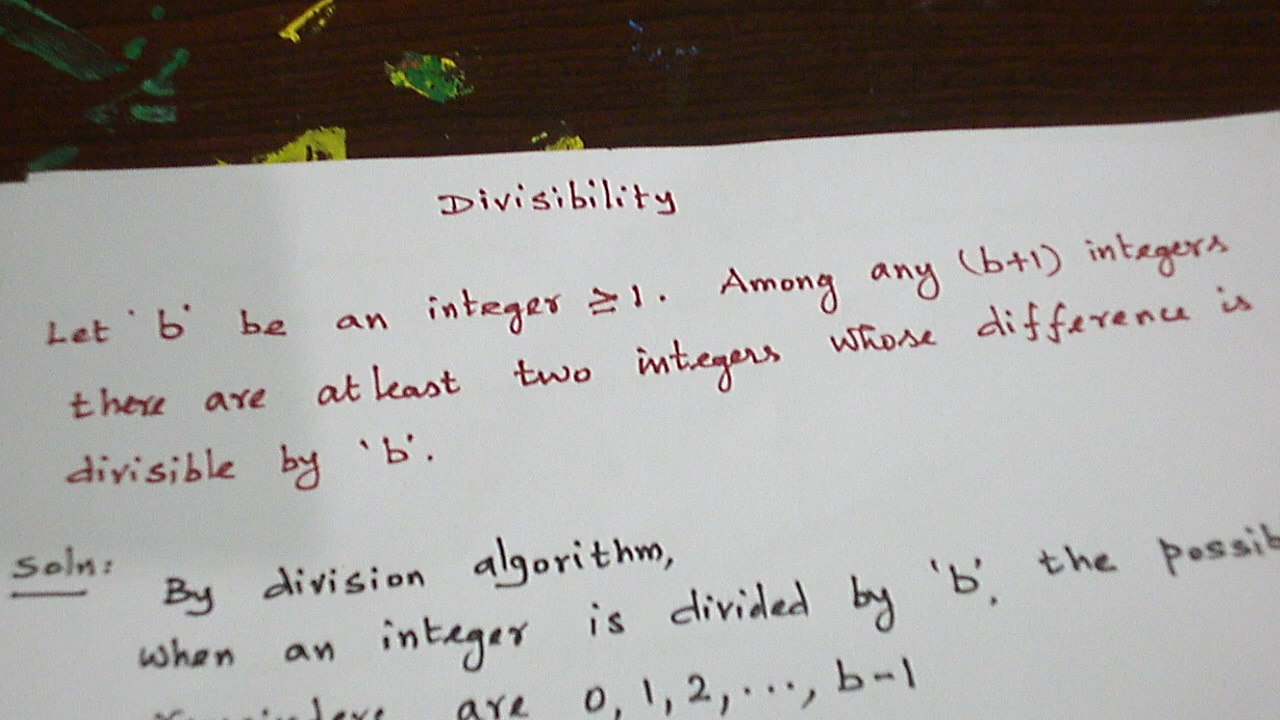 Divisibility
Let 'b' be an integer ≥ 1. Among any (b+1) integers
there are atleast two integers whose difference is
divisible by 'b'.
Soln: By division algorithm,
when an integer is divided by 'b', the
are 0, 1, 2, ..., b-1